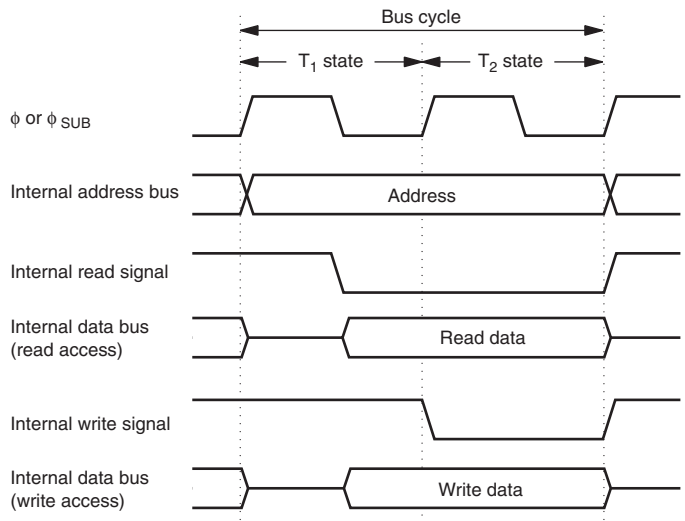 Bus cycle
T1 state
T2 state
ϕ or ϕ SUB
Internal address bus
Address
Internal read signal
Internal data bus
(read access)
Read data
Internal write signal
Internal data bus
(write access)
Write data